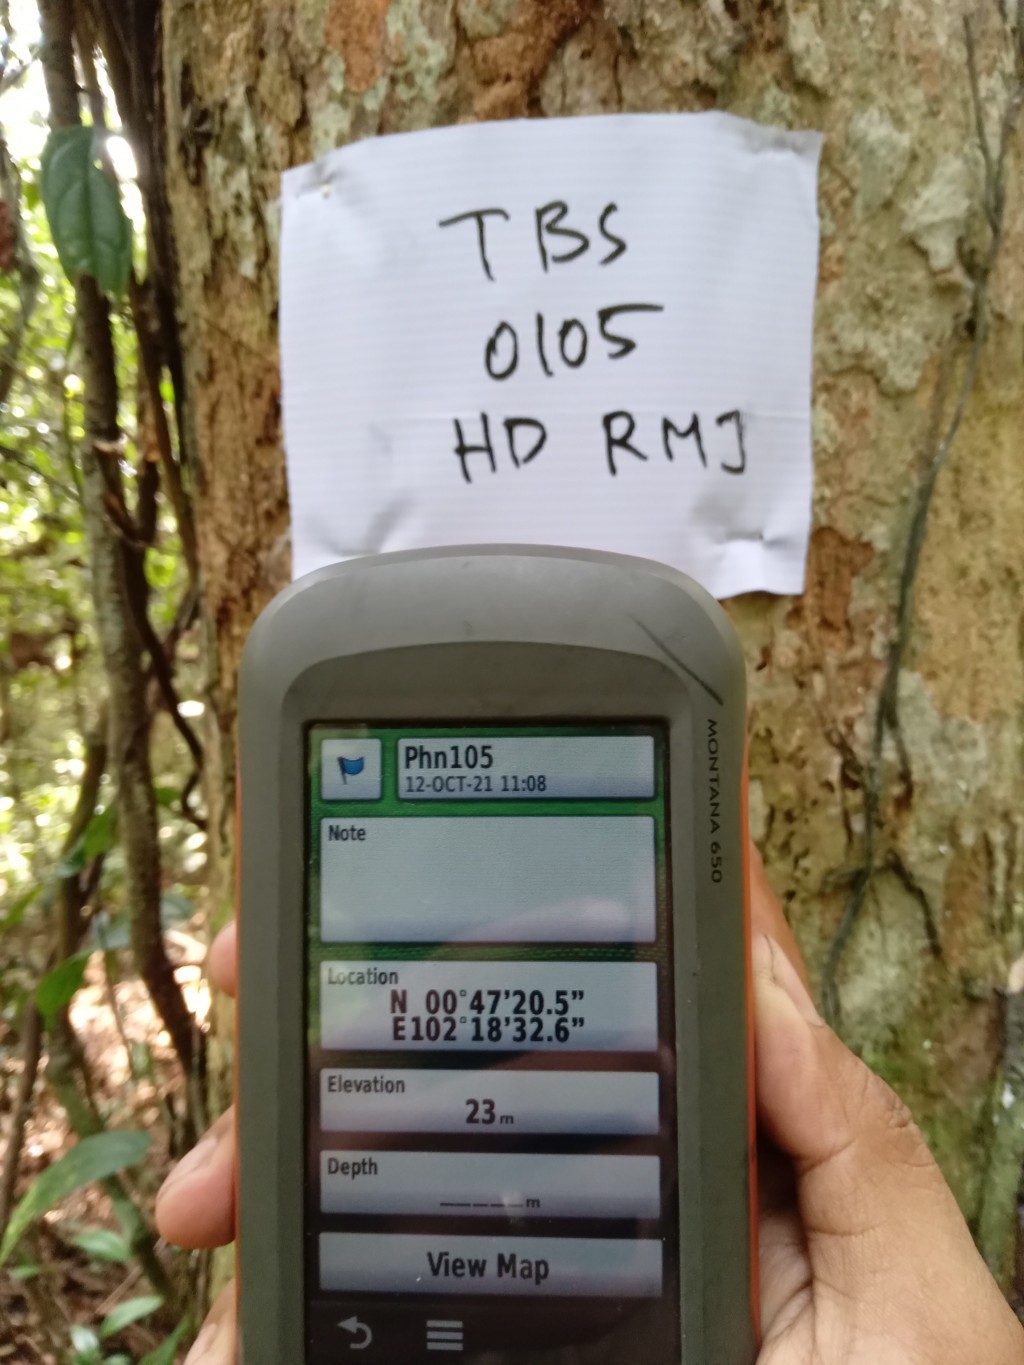 TBS
0105
HD RMJ
MONTANA 650
Phn105
12-OCT-21 11:08
Note
Location
N 00°47'20.5"
E102°18'32.6"
Elevation
23 m
Depth
_____m
View Map